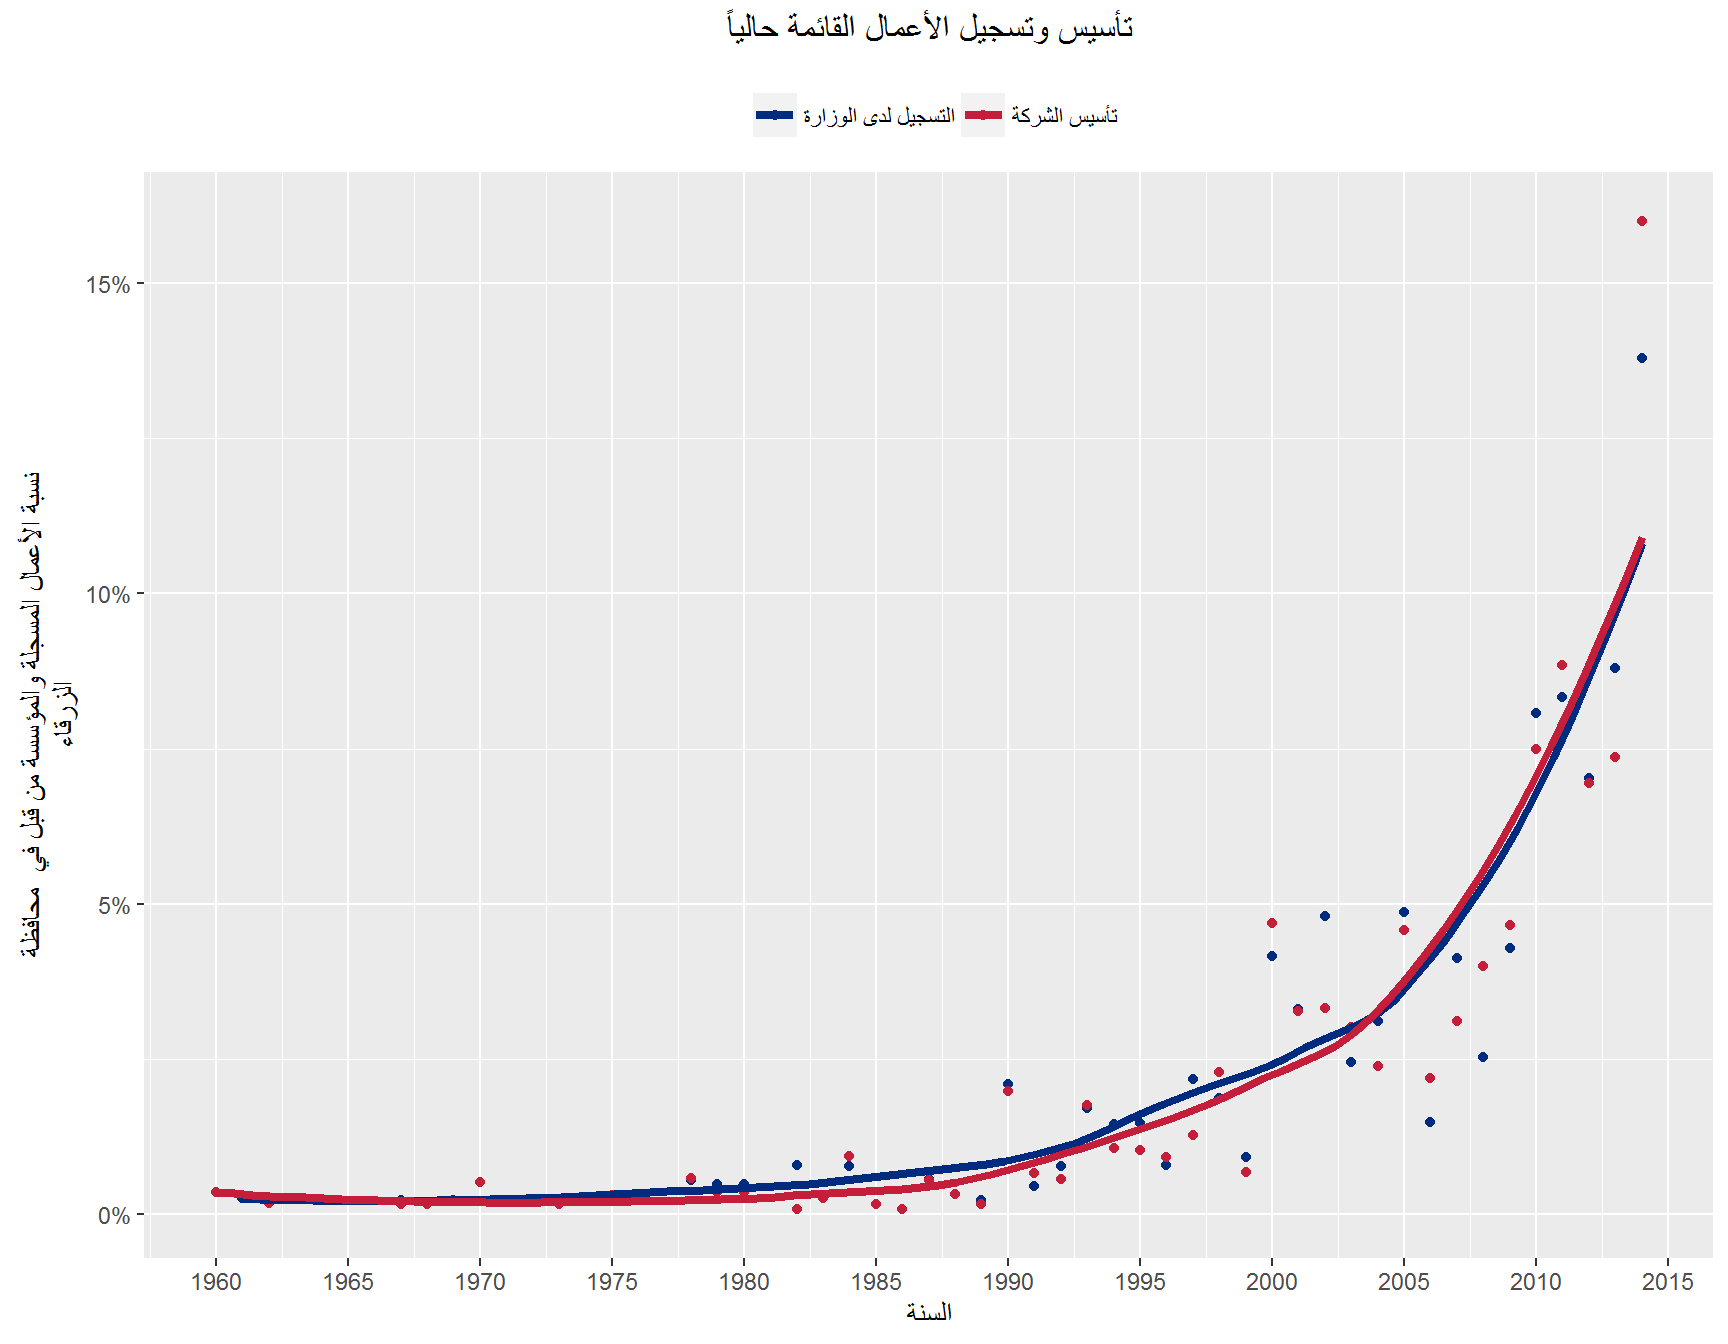 تأسيس وتسجيل الأعمال القائمة حالياً
التسجيل لدى الوزارة
تأسيس الشركة
15%
10%
5%
0%
نسبة الأعمال المسجلة والمؤسسة من قبل في محافظة
الزرقاء
1960 1965 1970 1975 1980 1985 1990 1995 2000 2005 2010 2015
السنة